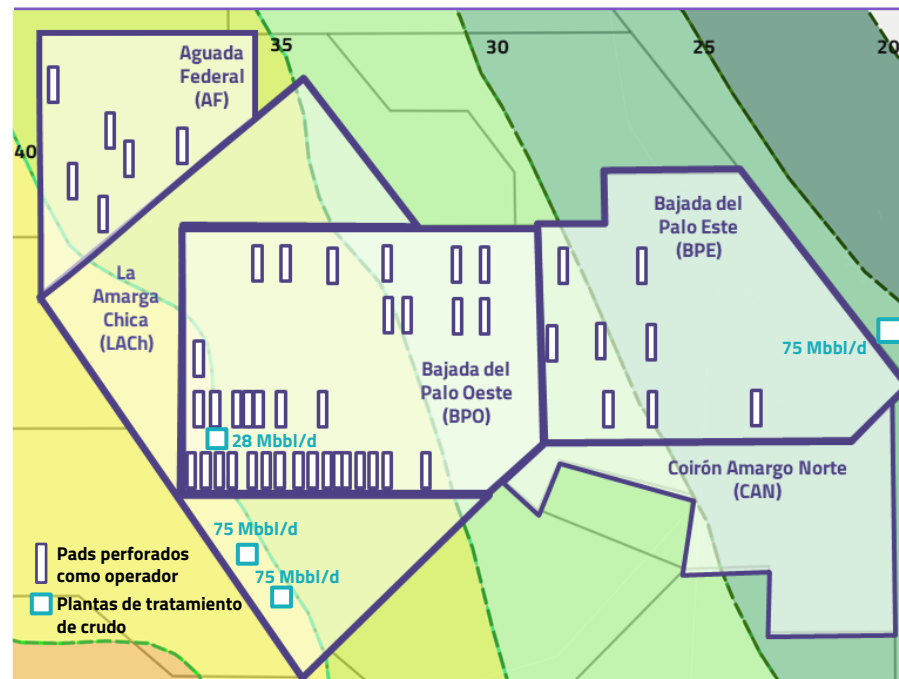 Aguada
Federal
(AF)
35
30
25
20
40
Bajada del
Palo Este
(BPE)
La
Amarga
Chica
(LACh)
75 Mbbl/d
Bajada del
Palo Oeste
(BPO)
28 Mbbl/d
Coirón Amargo Norte
(CAN)
75 Mbbl/d
75 Mbbl/d
Pads perforados
como operador
Plantas de tratamiento
de crudo